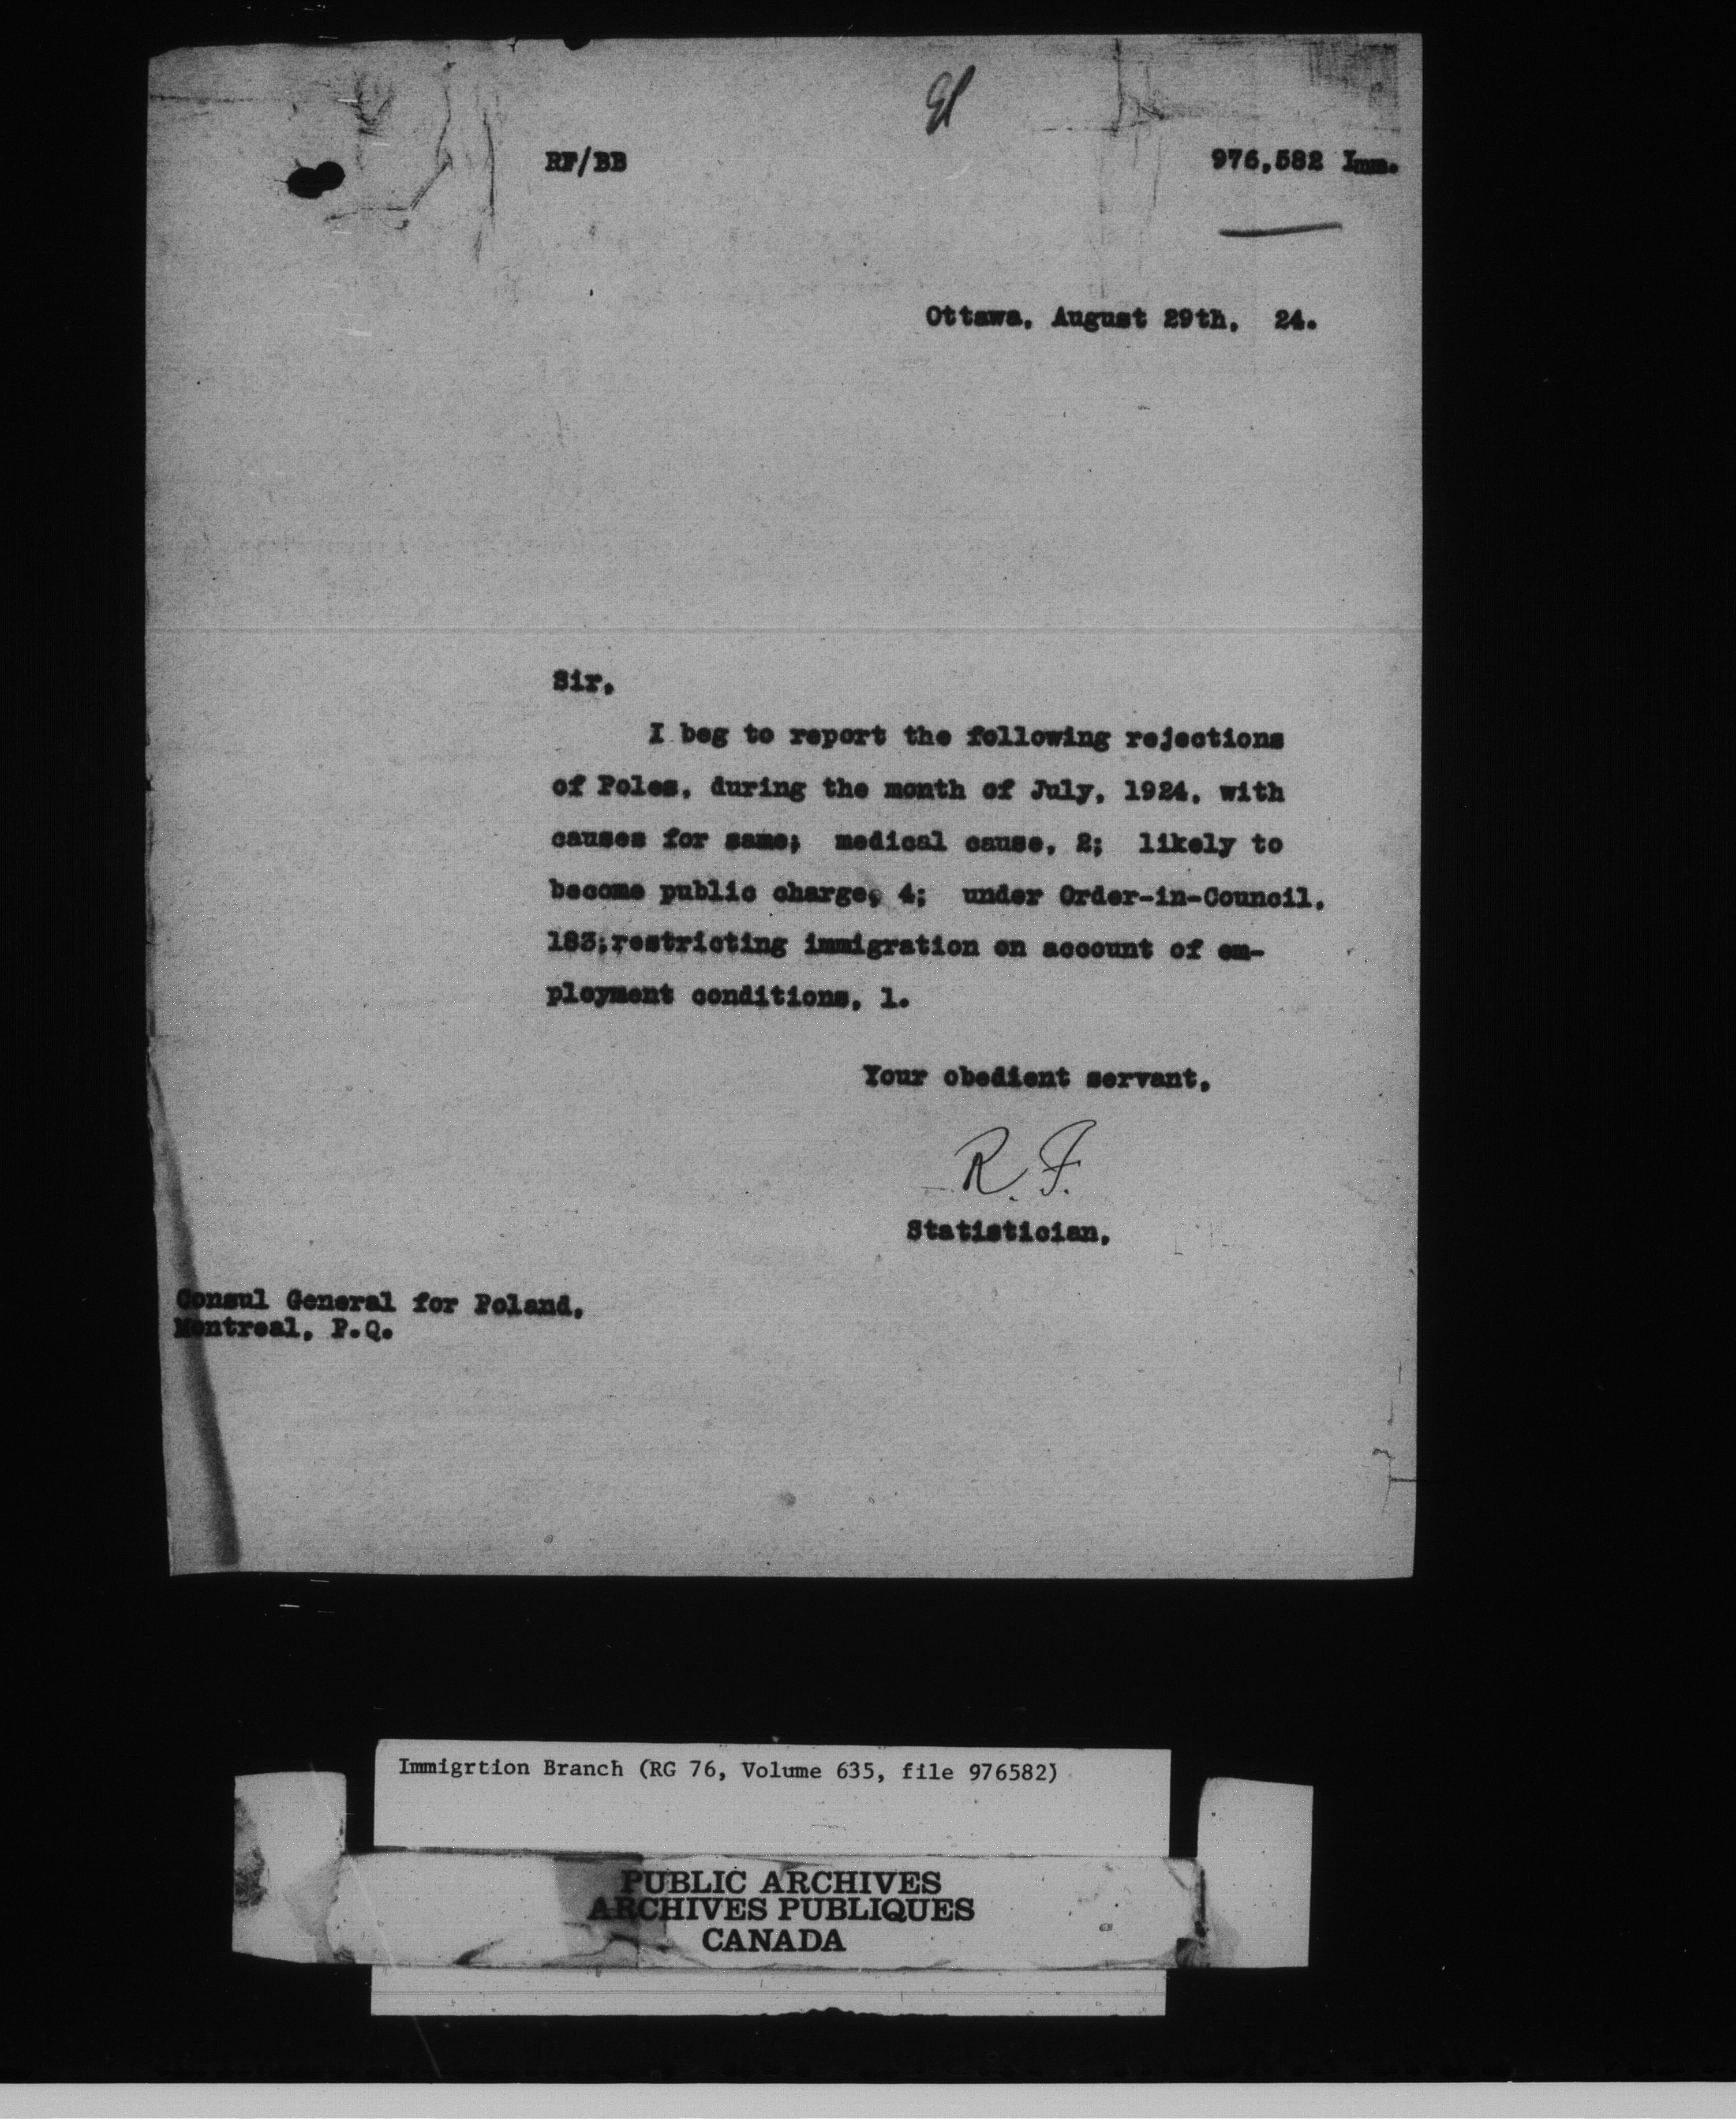 RF/BB
976,582 Imm.
Ottawa, August 29th, 24.
Sir,
I beg to report the following rejections
of Poles, during the month of July, 1924, with
causes for same; medical cause, 2; likely to
become public charge, 4; under Order-in-Council,
183; restricting immigration on account of em-
ployment conditions, 1.
Your obedient servant,
R. F.
Statistician.
Consul General for Poland,
Montreal, P.Q.
Immigrtion Branch (RG 76, Volume 635, file 976582)
PUBLIC ARCHIVES
ARCHIVES PUBLIQUES
CANADA